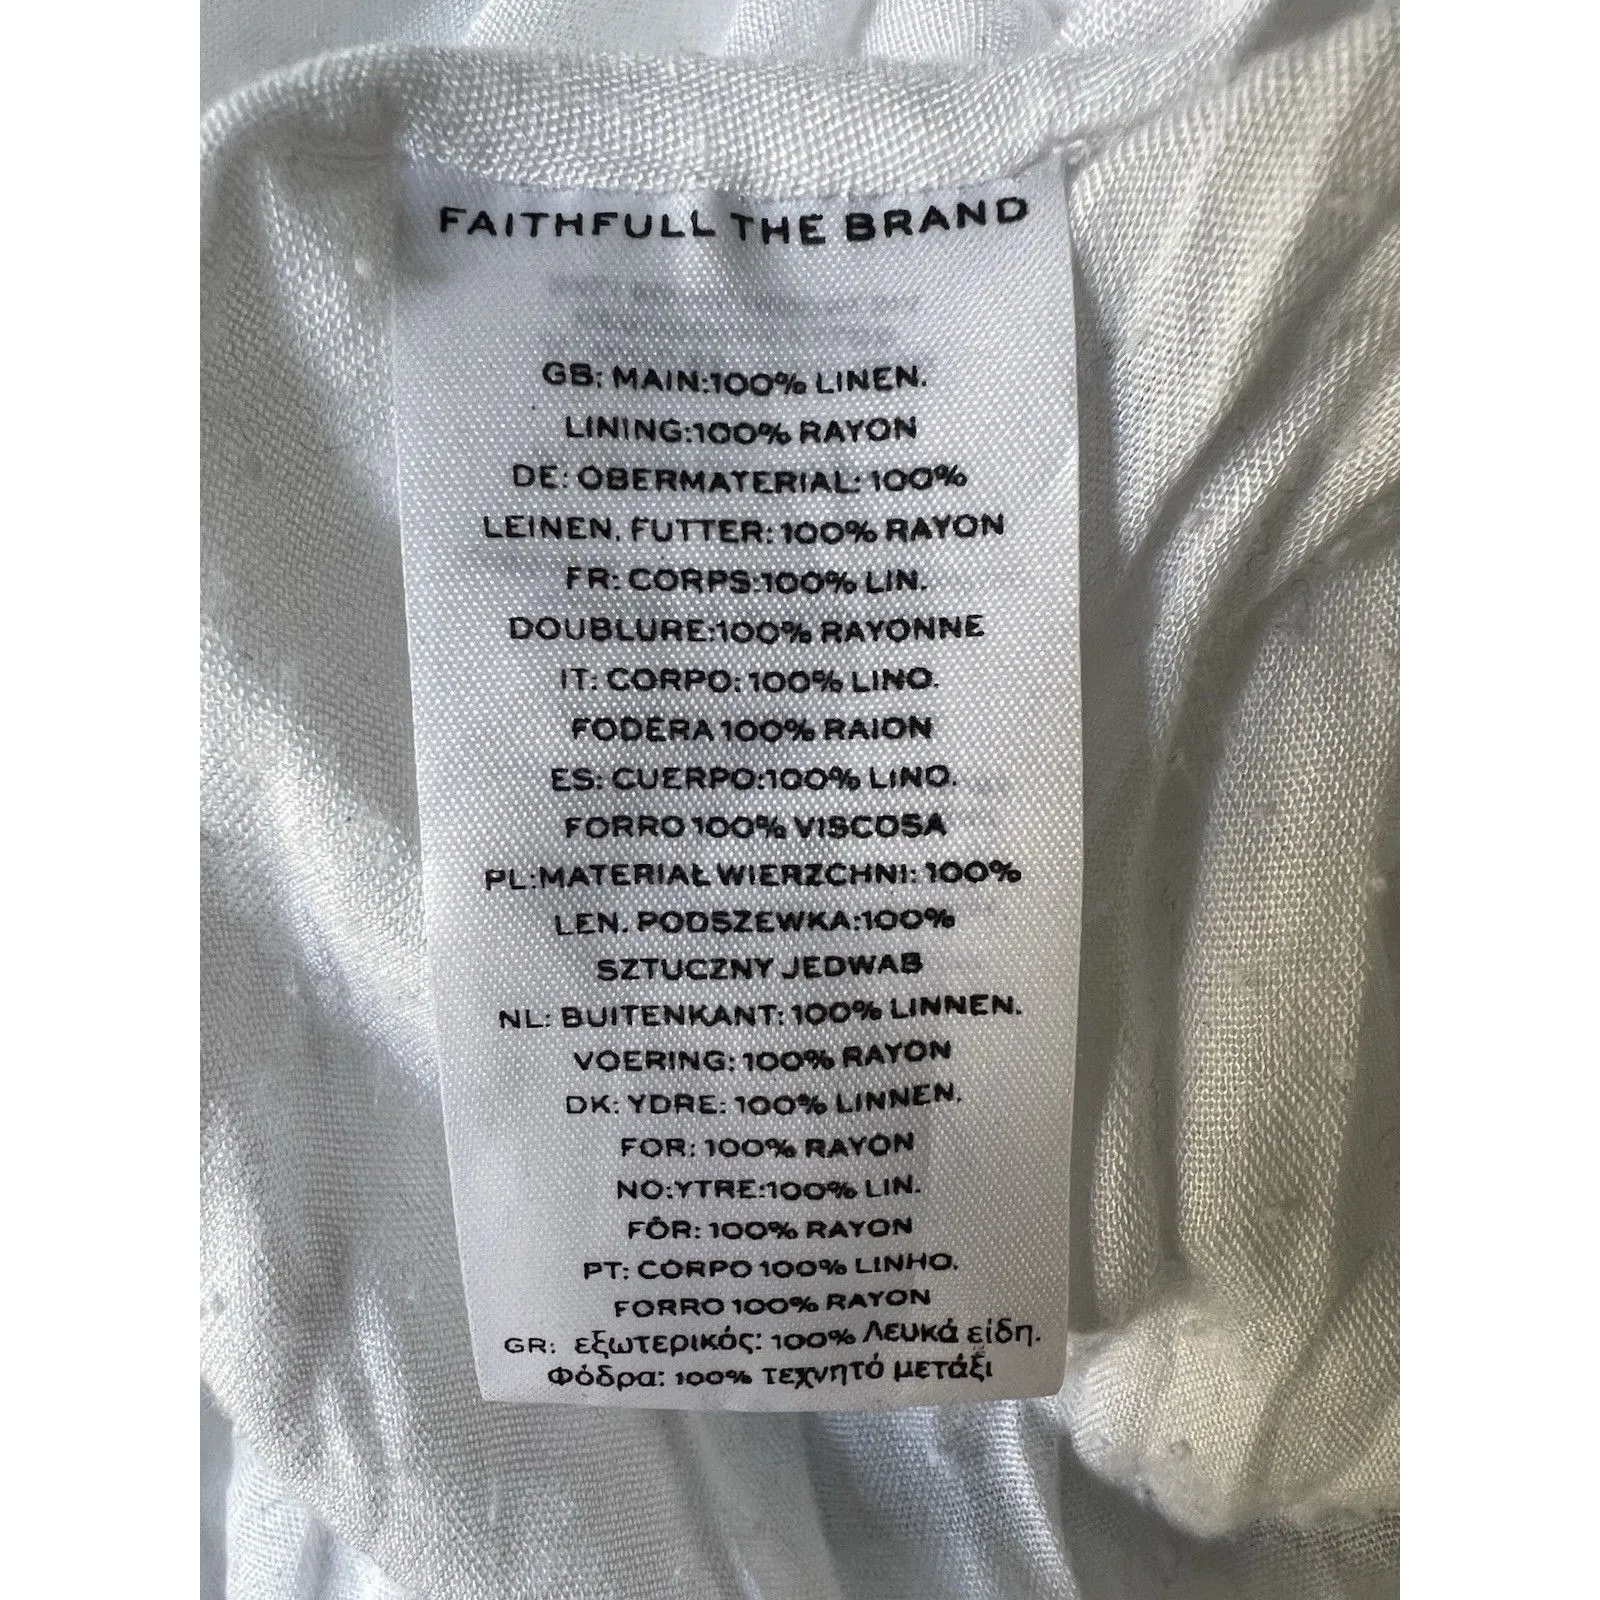 FAITHFULL THE BRAND
GB: MAIN:100% LINEN.
LINING:100% RAYON
DE: OBERMATERIAL: 100%
LEINEN. FUTTER: 100% RAYON
FR: CORPS:100% LIN.
DOUBLURE:100% RAYONNE
IT: CORPO: 100% LINO.
FODERA 100% RAION
ES: CUERPO:100% LINO.
FORRO 100% VISCOSA
PL:MATERIAŁ WIERZCHNI: 100%
LEN. PODSZEWKA:100%
SZTUCZNY JEDWAB
NL: BUITENKANT: 100% LINNEN.
VOERING: 100% RAYON
DK: YDRE: 100% LINNEN.
FOR: 100% RAYON
NO:YTRE:100% LIN.
FÔR: 100% RAYON
PT: CORPO 100% LINHO.
FORRO 100% RAYON
GR: εξωτερικός: 100% Λευκά είδη.
Φόδρα: 100% τεχνητό μετάξι